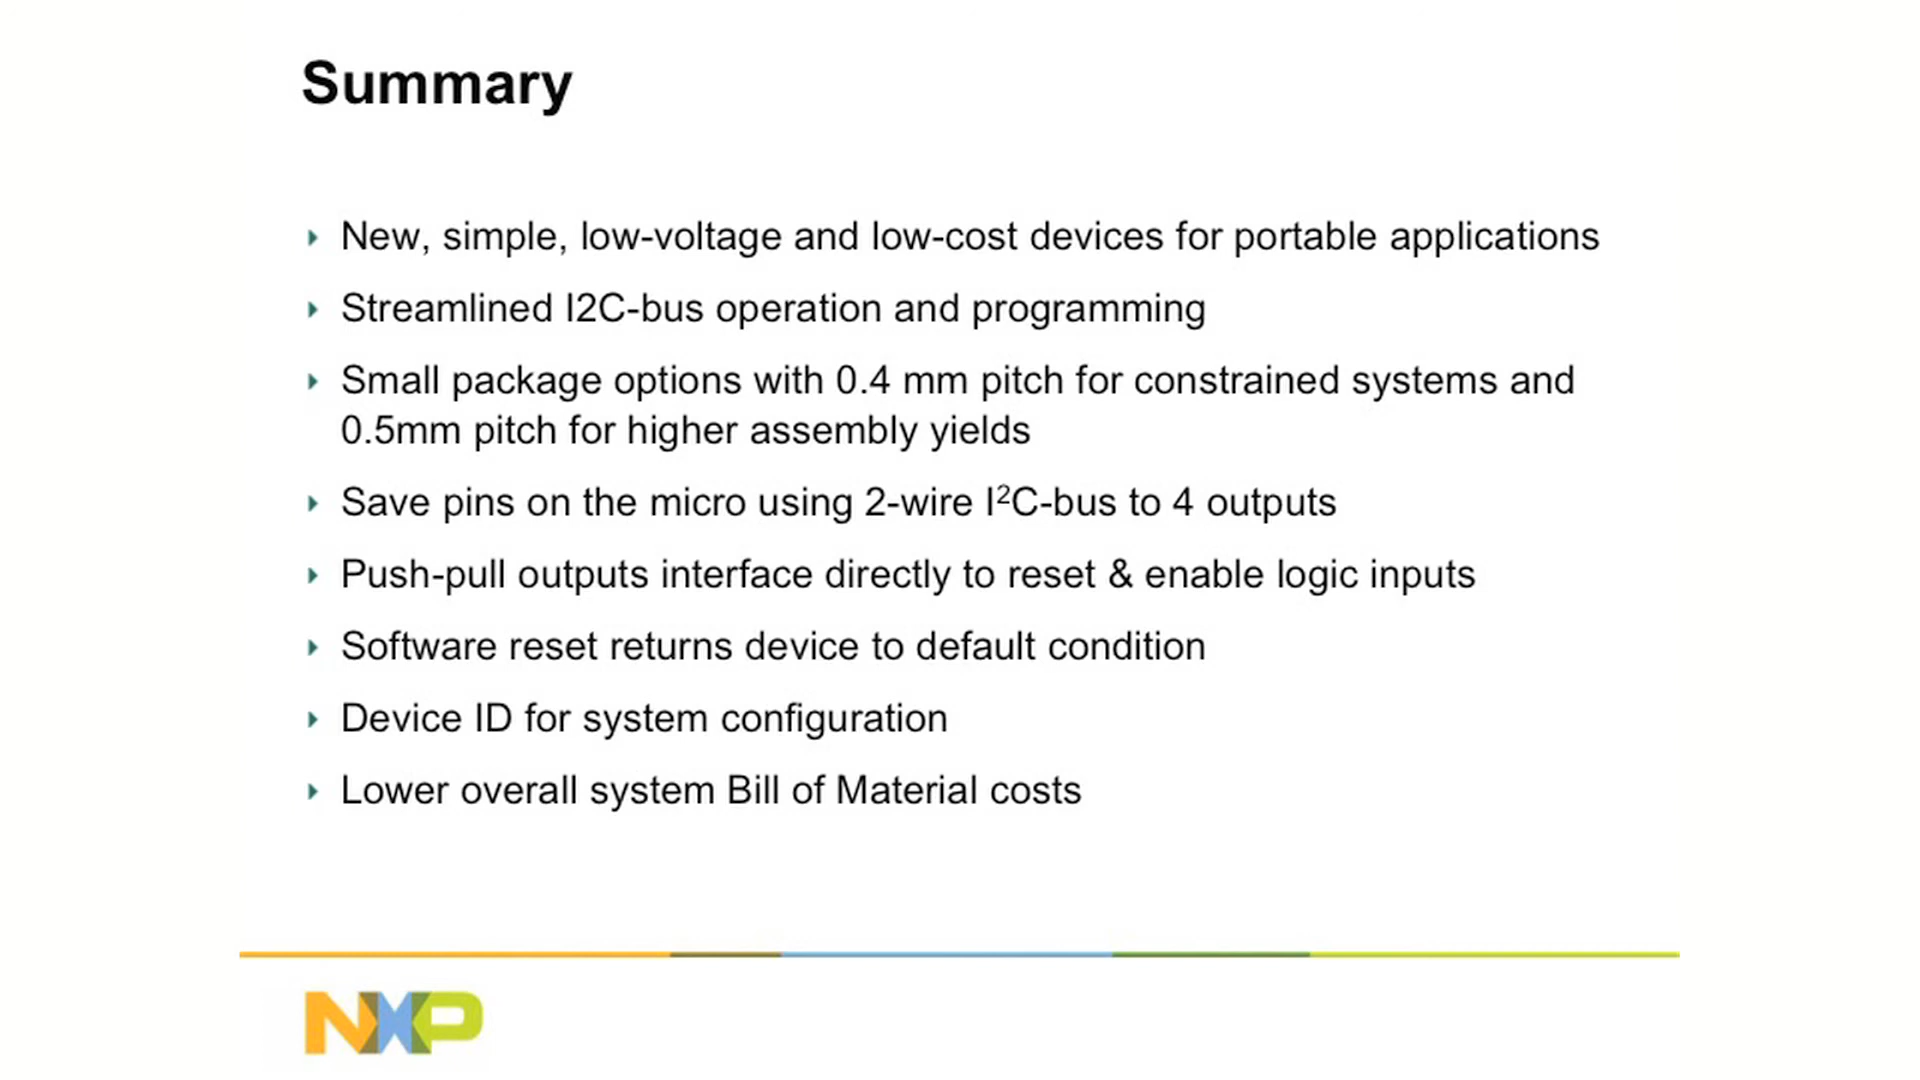 Summary
New, simple, low-voltage and low-cost devices for portable applications
Streamlined I2C-bus operation and programming
Small package options with 0.4 mm pitch for constrained systems and
0.5mm pitch for higher assembly yields
Save pins on the micro using 2-wire I²C-bus to 4 outputs
Push-pull outputs interface directly to reset & enable logic inputs
Software reset returns device to default condition
Device ID for system configuration
Lower overall system Bill of Material costs
NXP